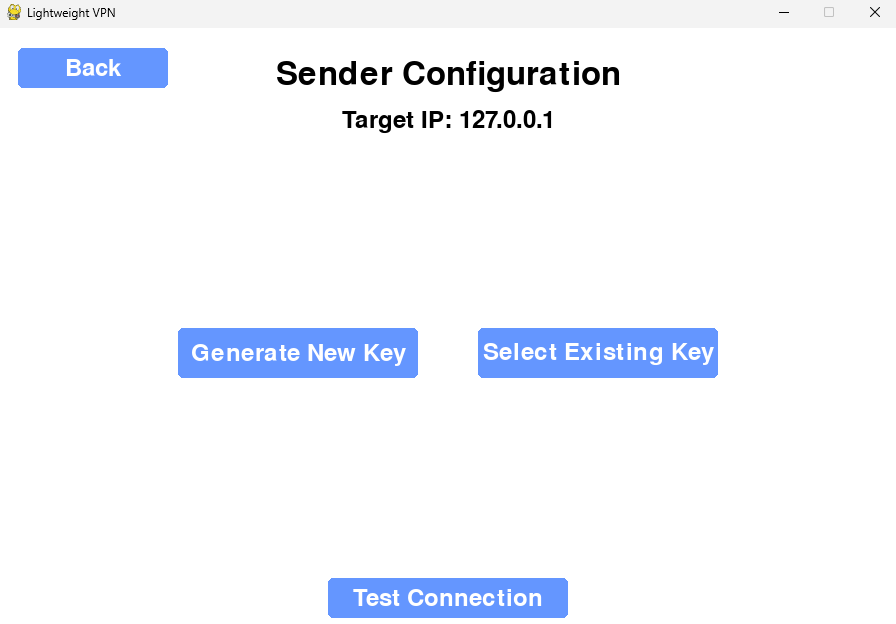 Lightweight VPN
Back
Sender Configuration
Target IP: 127.0.0.1
Generate New Key
Select Existing Key
Test Connection